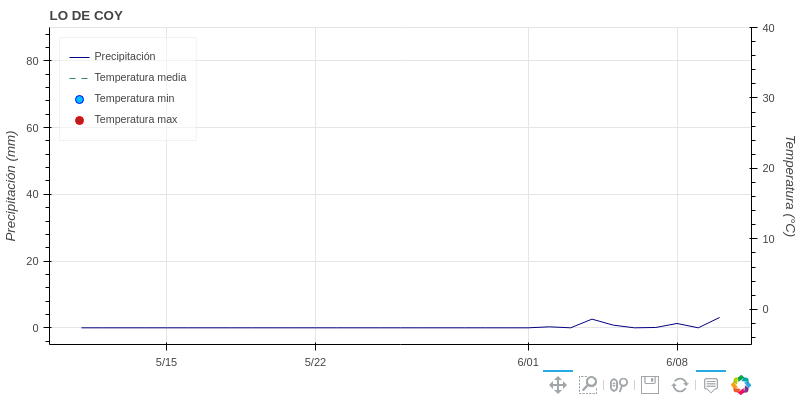 LO DE COY
Precipitación
Temperatura media
Temperatura min
Temperatura max
Precipitación (mm)
80
60
40
20
0
40
30
20
10
0
Temperatura (°C)
5/15
5/22
6/01
6/08